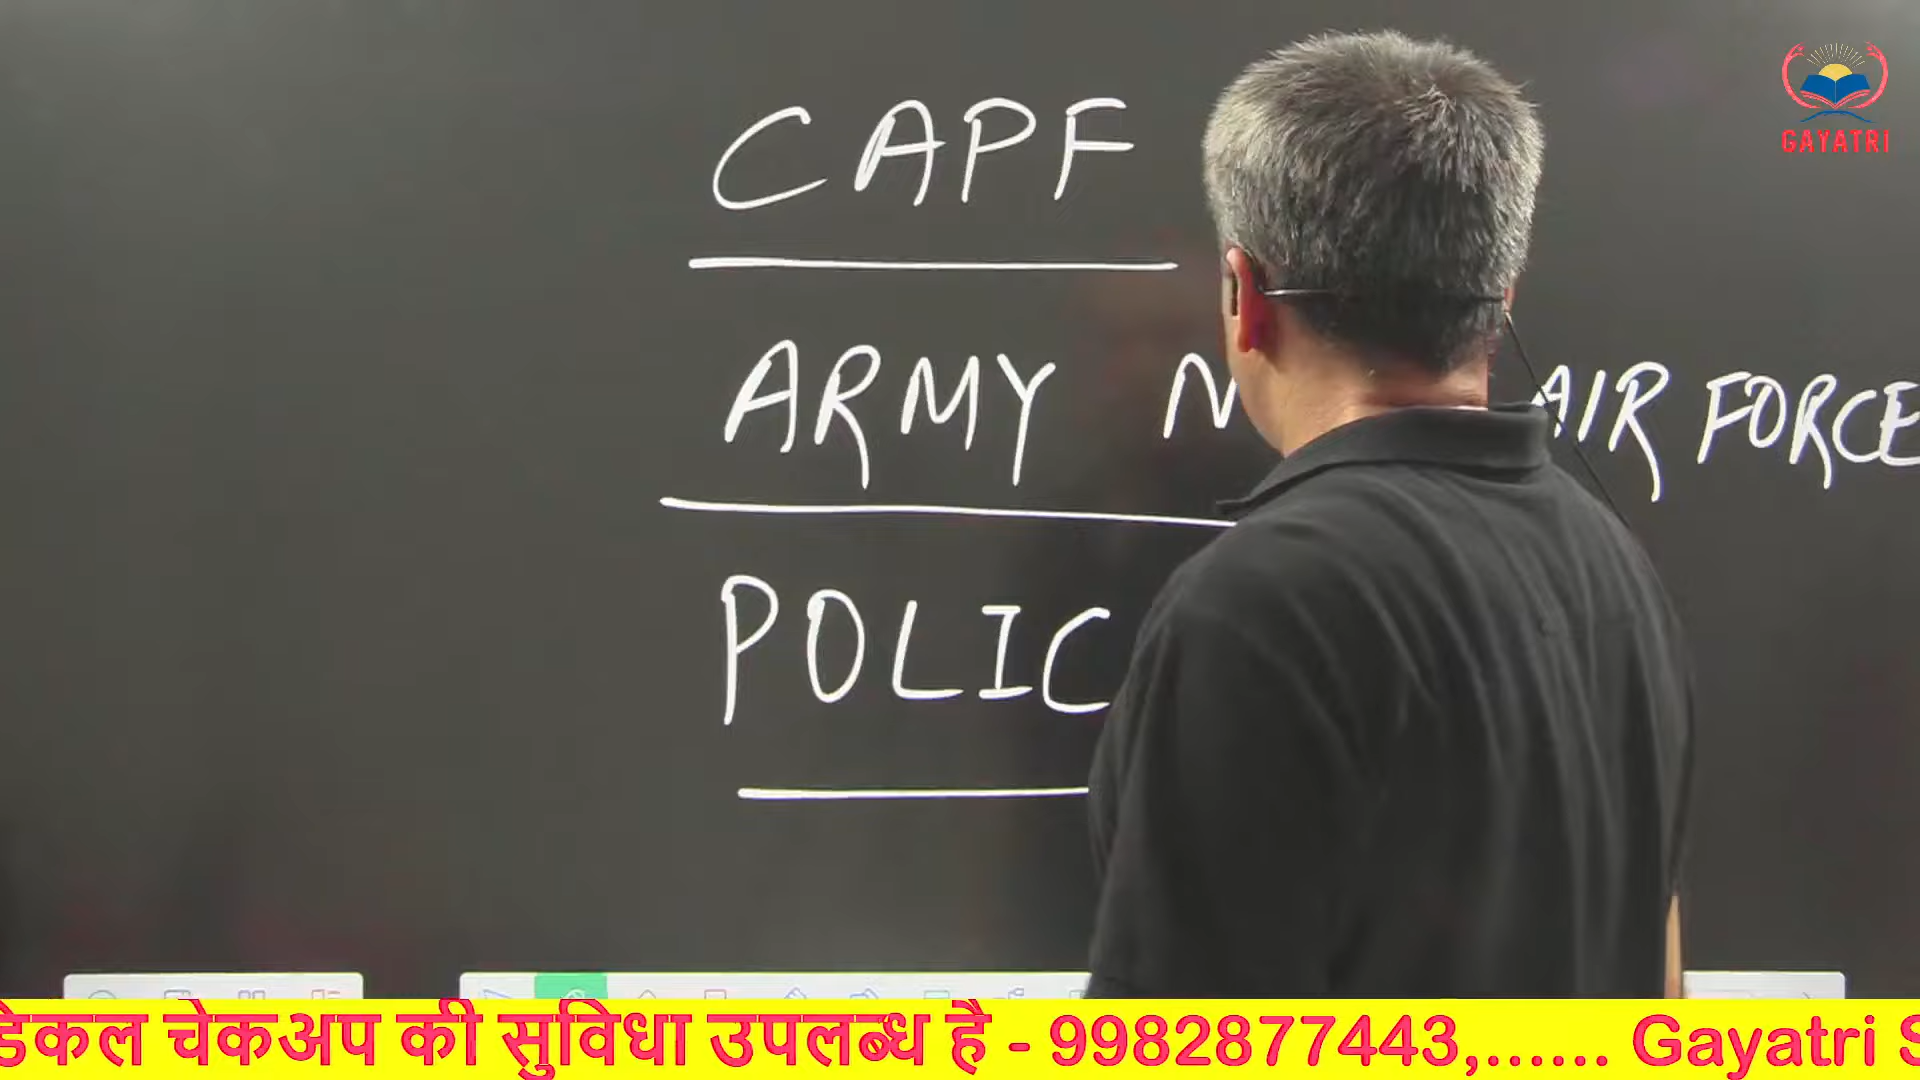 CAPF
GAYATRI
ARMY N AIR FORCE
POLIC
डिकल चेकअप की सुविधा उपलब्ध है - 9982877443,...... Gayatri S